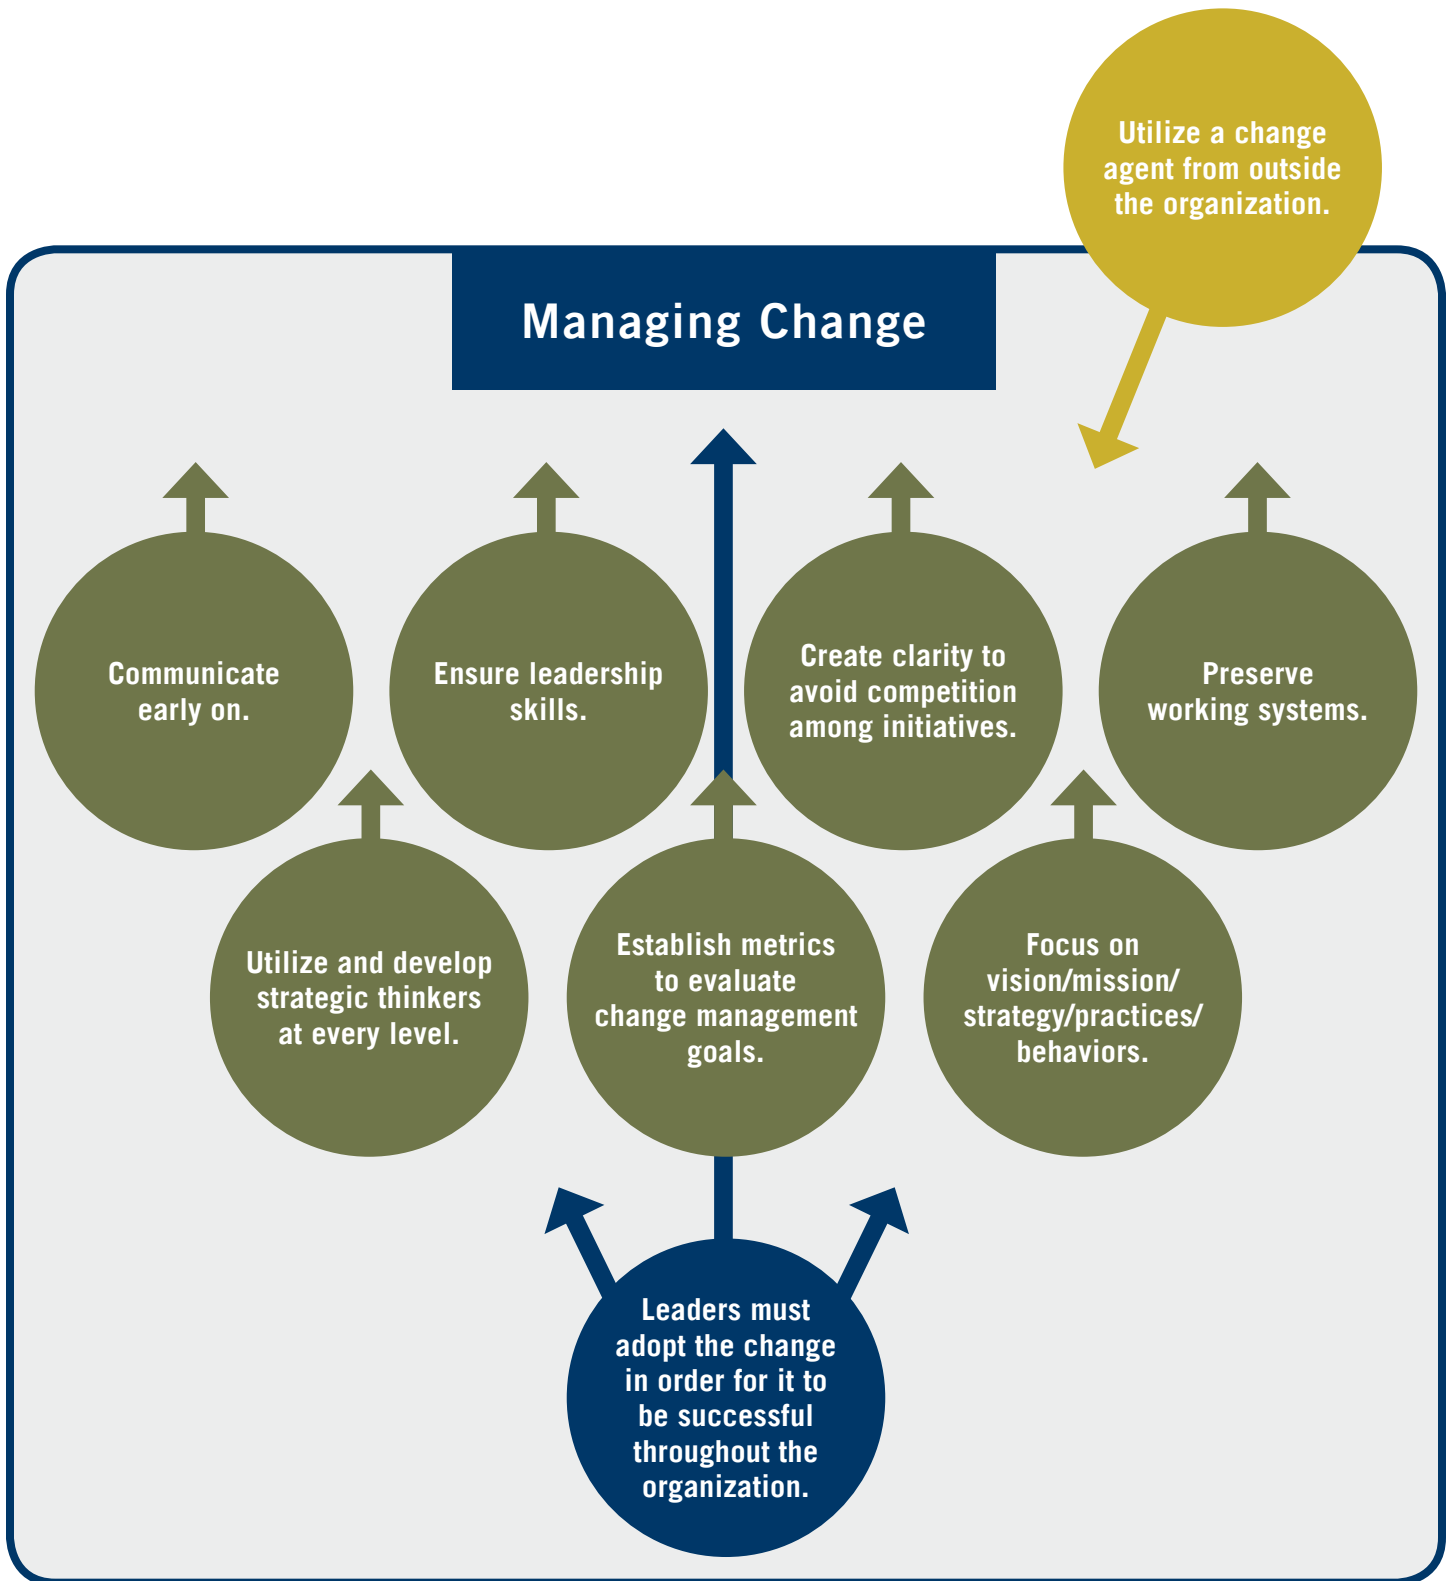 Utilize a change
agent from outside
the organization.
Managing Change
Communicate
early on.
Ensure leadership
skills.
Create clarity to
avoid competition
among initiatives.
Preserve
working systems.
Utilize and develop
strategic thinkers
at every level.
Establish metrics
to evaluate
change management
goals.
Focus on
vision/mission/
strategy/practices/
behaviors.
Leaders must
adopt the change
in order for it to
be successful
throughout the
organization.